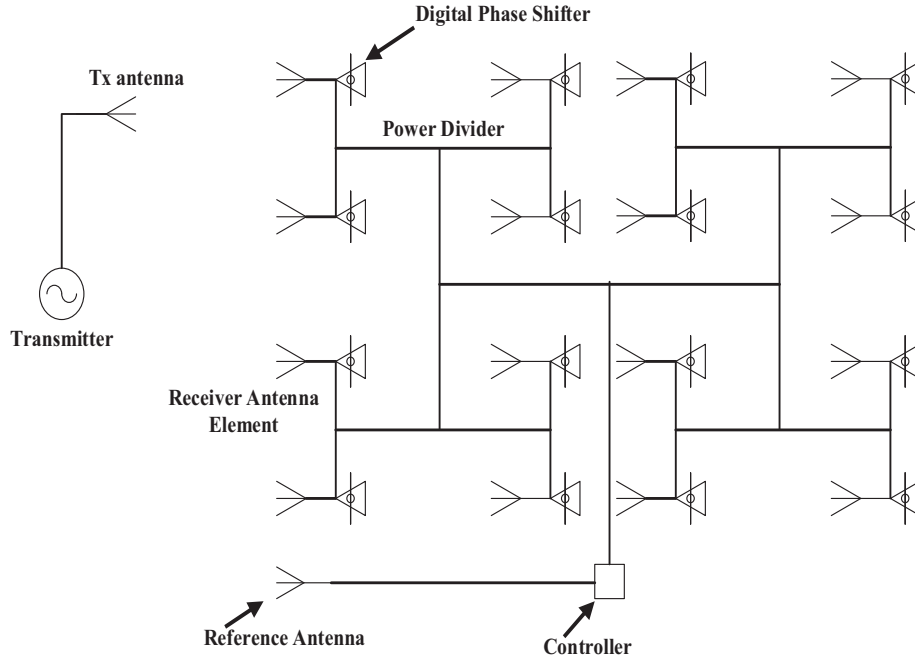 Digital Phase Shifter
Tx antenna
Power Divider
Transmitter
Receiver Antenna
Element
Reference Antenna
Controller